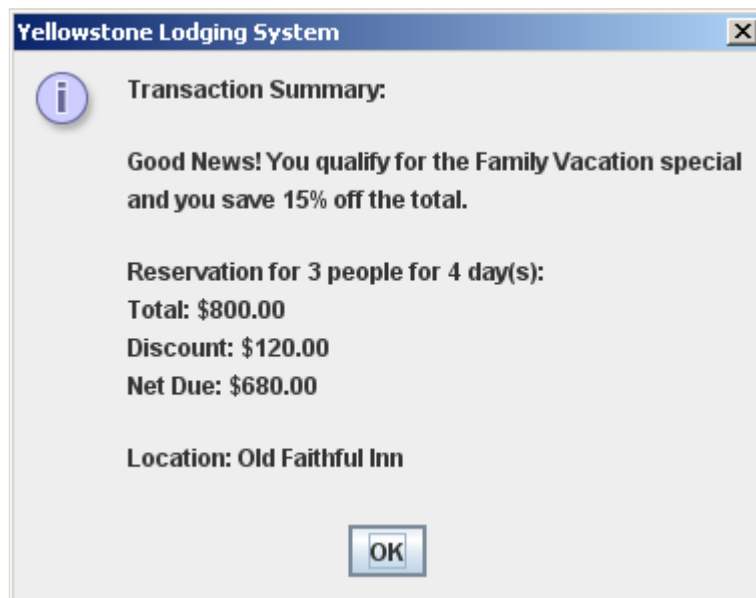 Yellowstone Lodging System
Transaction Summary:
Good News! You qualify for the Family Vacation special
and you save 15% off the total.
Reservation for 3 people for 4 day(s):
Total: $800.00
Discount: $120.00
Net Due: $680.00
Location: Old Faithful Inn
OK